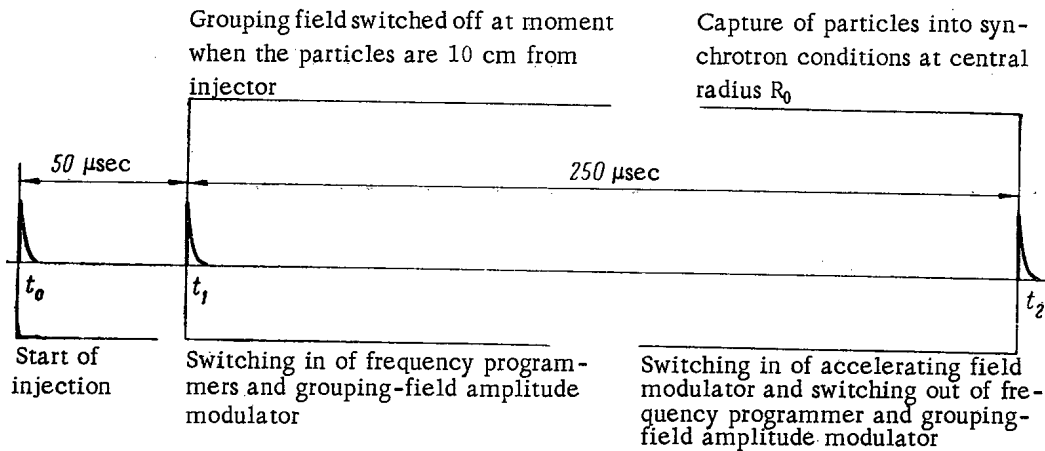 Grouping field switched off at moment
when the particles are 10 cm from
injector
Capture of particles into syn-
chrotron conditions at central
radius R₀
50 μsec
250 μsec
t₀
t₁
t₂
Start of
injection
Switching in of frequency program-
mers and grouping-field amplitude
modulator
Switching in of accelerating field
modulator and switching out of fre-
quency programmer and grouping-
field amplitude modulator